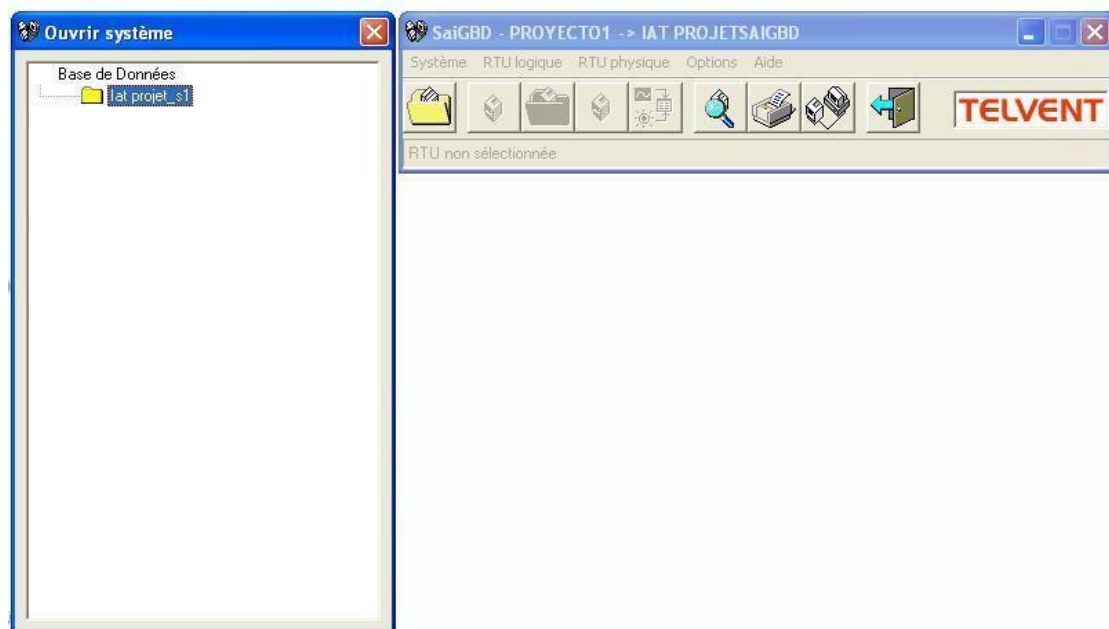 Ouvrir système
Base de Données
Iat projet_s1
SaiGBD - PROYECTO1 -> IAT PROJETSAIGBD
Système RTU logique RTU physique Options Aide
TELVENT
RTU non sélectionnée